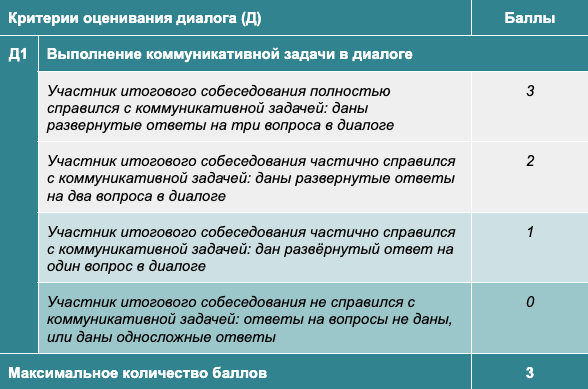 Критерии оценивания диалога (Д) Баллы
Д1 Выполнение коммуникативной задачи в диалоге
Участник итогового собеседования полностью
справился с коммуникативной задачей: даны
развернутые ответы на три вопроса в диалоге
3
Участник итогового собеседования частично справился
с коммуникативной задачей: даны развернутые ответы
на два вопроса в диалоге
2
Участник итогового собеседования частично справился
с коммуникативной задачей: дан развёрнутый ответ на
один вопрос в диалоге
1
Участник итогового собеседования не справился с
коммуникативной задачей: ответы на вопросы не даны,
или даны односложные ответы
0
Максимальное количество баллов 3